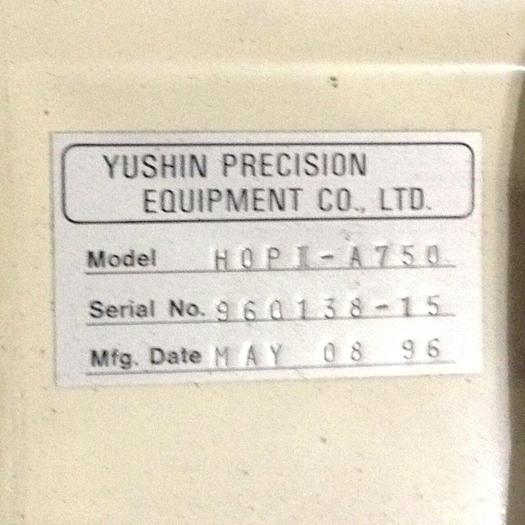 YUSHIN PRECISION
EQUIPMENT CO., LTD.
Model HOPⅡ-A750
Serial No. 960138-15
Mfg. Date MAY 08 96